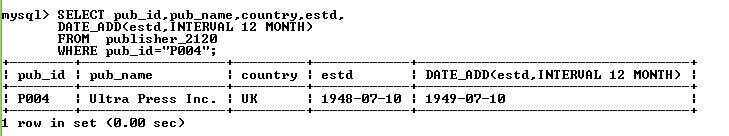 mysql> SELECT pub_id,pub_name,country,estd,
DATE_ADD(estd,INTERVAL 12 MONTH)
FROM publisher_2120
WHERE pub_id="P004";
+--------+------------------+---------+------------+----------------------------------+
| pub_id | pub_name | country | estd | DATE_ADD(estd,INTERVAL 12 MONTH) |
+--------+------------------+---------+------------+----------------------------------+
| P004 | Ultra Press Inc. | UK | 1948-07-10 | 1949-07-10 |
+--------+------------------+---------+------------+----------------------------------+
1 row in set (0.00 sec)